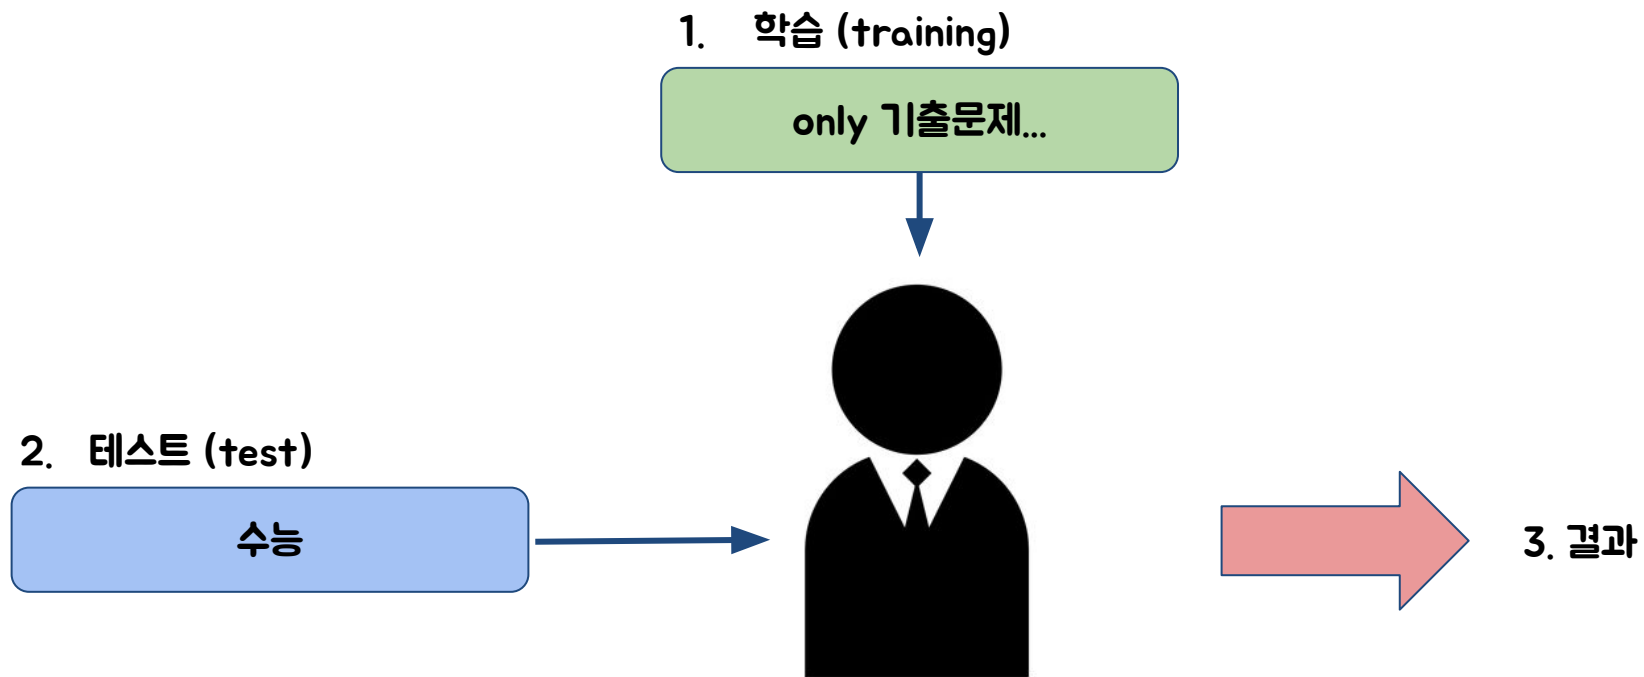 1. 학습 (training)
only 기출문제...
2. 테스트 (test)
수능
3. 결과